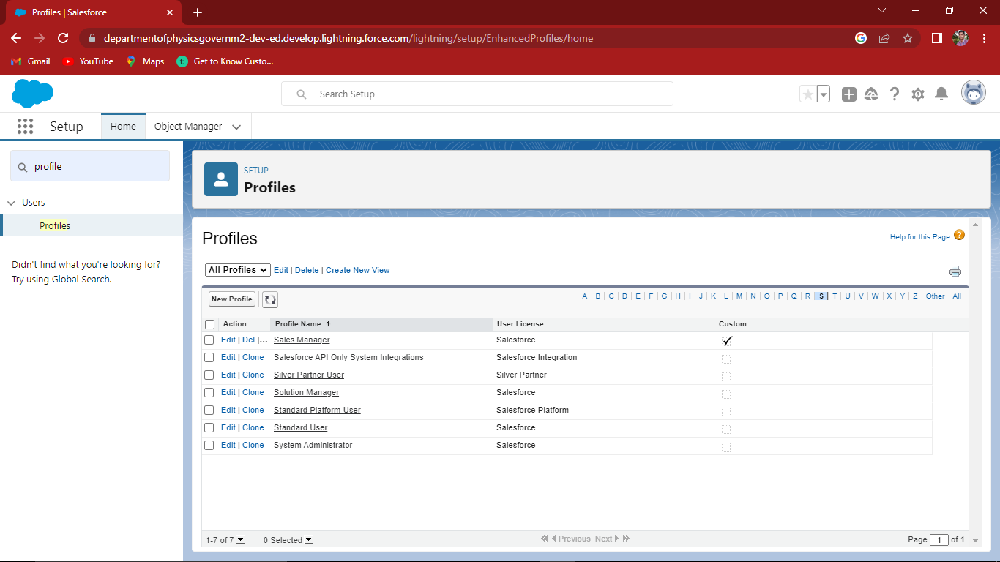 Profiles | Salesforce
departmentofphysicsgovernm2-dev-ed.develop.lightning.force.com/lightning/setup/EnhancedProfiles/home
Gmail YouTube Maps Get to Know Custo...
Search Setup
Setup Home Object Manager
profile
Users
Profiles
Didn't find what you're looking for?
Try using Global Search.
SETUP
Profiles
Profiles
Help for this Page ?
All Profiles Edit | Delete | Create New View
New Profile
A | B | C | D | E | F | G | H | I | J | K | L | M | N | O | P | Q | R | S | T | U | V | W | X | Y | Z | Other | All
Action Profile Name ↑ User License Custom
Edit | Del |... Sales Manager Salesforce ✓
Edit | Clone Salesforce API Only System Integrations Salesforce Integration
Edit | Clone Silver Partner User Silver Partner
Edit | Clone Solution Manager Salesforce
Edit | Clone Standard Platform User Salesforce Platform
Edit | Clone Standard User Salesforce
Edit | Clone System Administrator Salesforce
1-7 of 7 0 Selected Previous Next Page 1 of 1